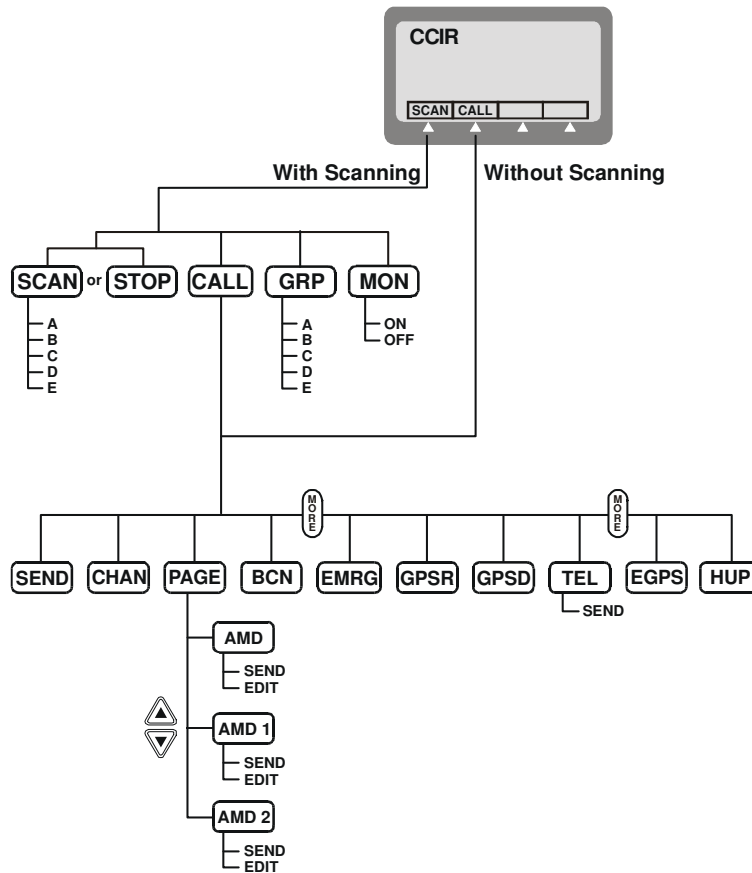 CCIR
SCAN CALL
With Scanning Without Scanning
SCAN or STOP CALL GRP MON
A A ON
B B OFF
C C
D D
E E
MORE MORE
SEND CHAN PAGE BCN EMRG GPSR GPSD TEL EGPS HUP
SEND
AMD
SEND
EDIT
AMD 1
SEND
EDIT
AMD 2
SEND
EDIT